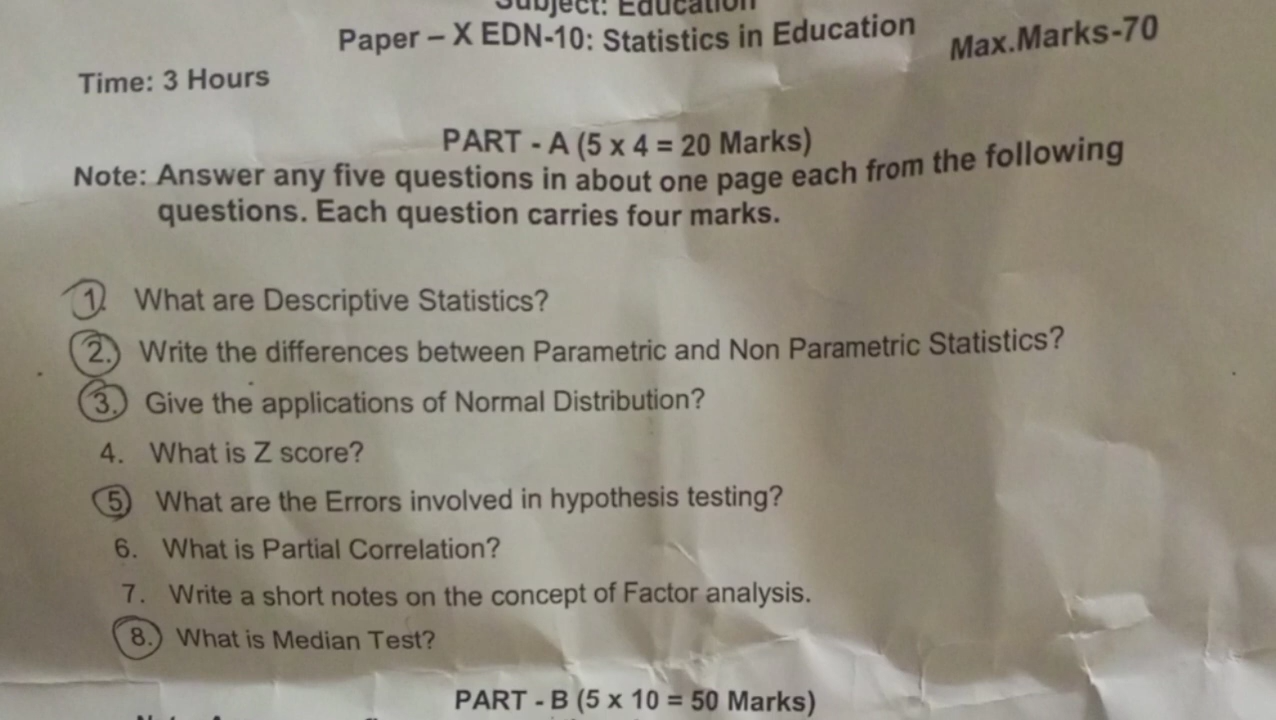 Subject: Education
Paper – X EDN-10: Statistics in Education
Max.Marks-70
Time: 3 Hours
PART - A (5 x 4 = 20 Marks)
Note: Answer any five questions in about one page each from the following
questions. Each question carries four marks.
1. What are Descriptive Statistics?
2. Write the differences between Parametric and Non Parametric Statistics?
3. Give the applications of Normal Distribution?
4. What is Z score?
5 What are the Errors involved in hypothesis testing?
6. What is Partial Correlation?
7. Write a short notes on the concept of Factor analysis.
8. What is Median Test?
PART - B (5 x 10 = 50 Marks)